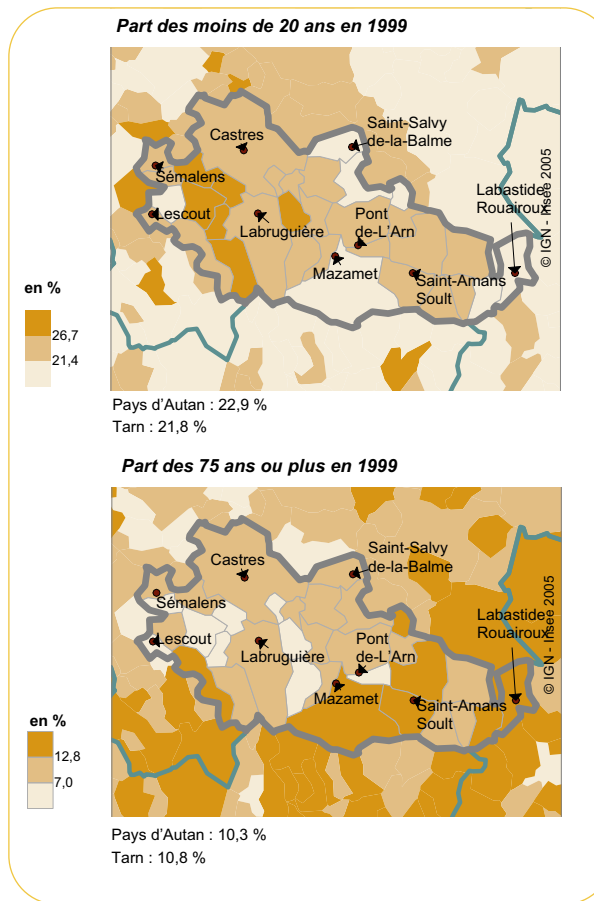 Part des moins de 20 ans en 1999
Saint-Salvy
de-la-Balme
Castres
Sémalens
Labastide
Rouairoux
Lescout
Pont
de-L'Arn
Labruguière
Mazamet
Saint-Amans
Soult
© IGN - Insee 2005
en %
26,7
21,4
Pays d'Autan : 22,9 %
Tarn : 21,8 %
Part des 75 ans ou plus en 1999
Saint-Salvy
de-la-Balme
Castres
Sémalens
Labastide
Rouairoux
Lescout
Pont
de-L'Arn
Labruguière
Mazamet
Saint-Amans
Soult
© IGN - Insee 2005
en %
12,8
7,0
Pays d'Autan : 10,3 %
Tarn : 10,8 %